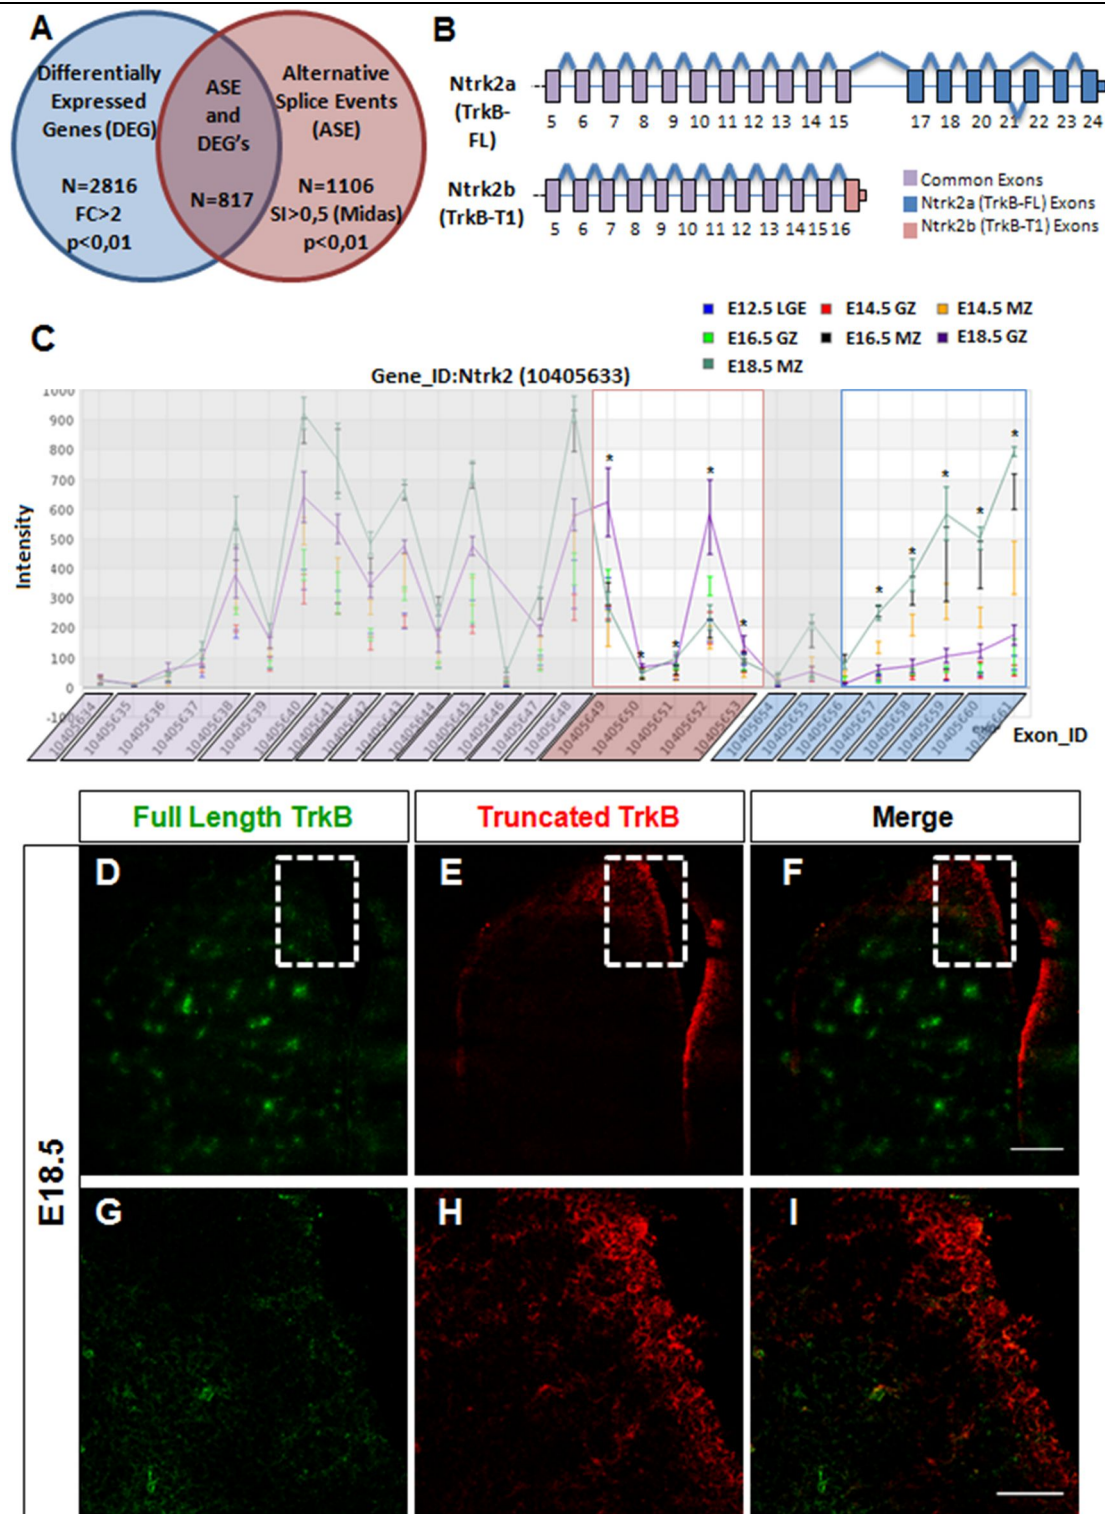 A
Differentially
Expressed
Genes (DEG)
N=2816
FC>2
p<0,01
ASE
and
DEG's
N=817
Alternative
Splice Events
(ASE)
N=1106
SI>0,5 (Midas)
p<0,01
B
Ntrk2a
(TrkB-
FL)
5 6 7 8 9 10 11 12 13 14 15 17 18 20 21 22 23 24
Ntrk2b
(TrkB-T1)
5 6 7 8 9 10 11 12 13 14 15 16
Common Exons
Ntrk2a (TrkB-FL) Exons
Ntrk2b (TrkB-T1) Exons
C
E12.5 LGE E14.5 GZ E14.5 MZ
E16.5 GZ E16.5 MZ E18.5 GZ
E18.5 MZ
Gene_ID:Ntrk2 (10405633)
Intensity
1000
900
800
700
600
500
400
300
200
100
0
* * * * * * * * * *
10405634 10405635 10405636 10405637 10405638 10405639 10405640 10405641 10405642 10405643 10405644 10405645 10405646 10405647 10405648 10405649 10405650 10405651 10405652 10405653 10405654 10405655 10405656 10405657 10405658 10405659 10405660 10405661
Exon_ID
Full Length TrkB
Truncated TrkB
Merge
E18.5
D
E
F
G
H
I